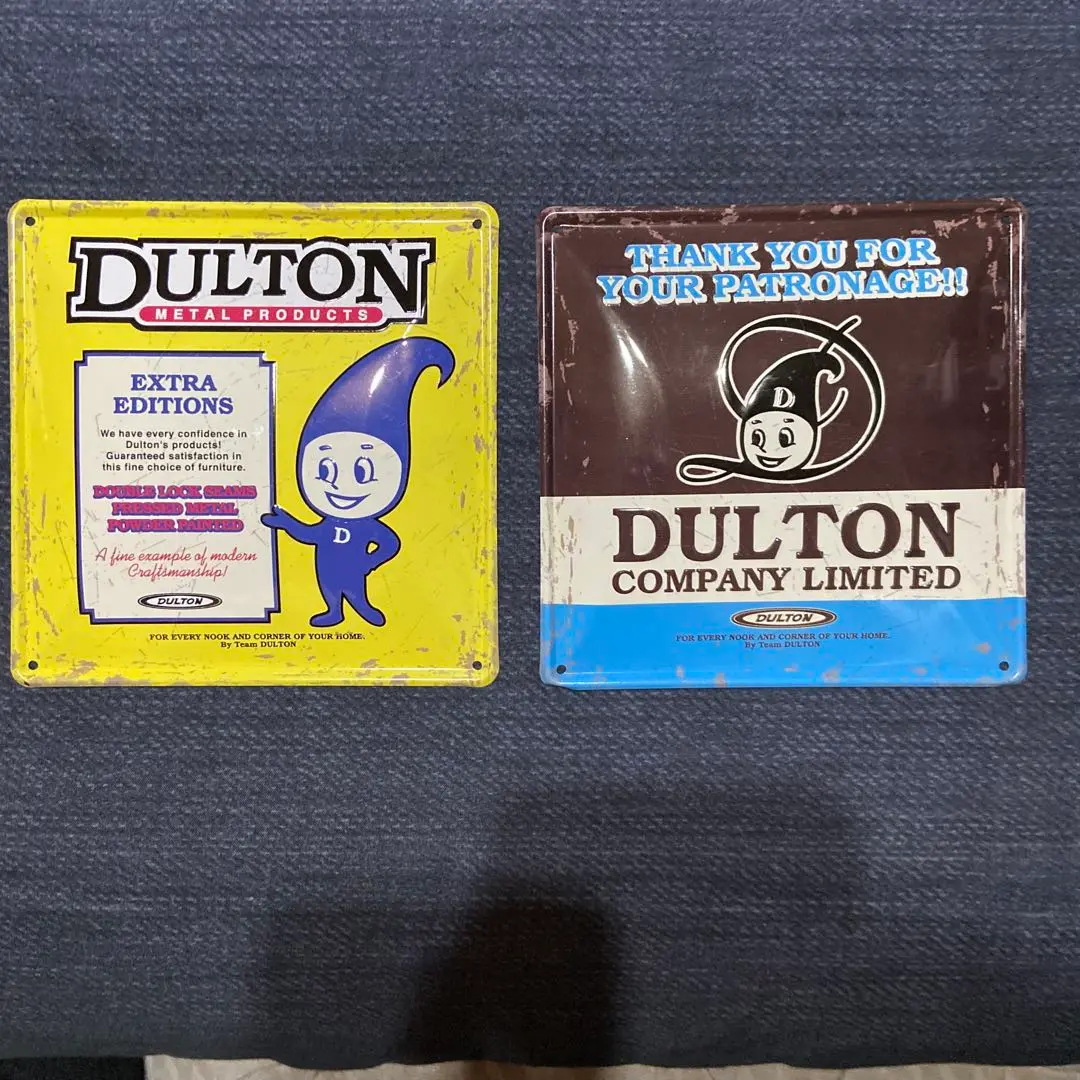 DULTON
METAL PRODUCTS
EXTRA
EDITIONS
We have every confidence in
Dulton's products!
Guaranteed satisfaction in
this fine choice of furniture.
DOUBLE LOCK SEAMS
PRESSED METAL
POWDER PAINTED
A fine example of modern
Craftsmanship!
DULTON
D
FOR EVERY NOOK AND CORNER OF YOUR HOME.
By Team DULTON
THANK YOU FOR
YOUR PATRONAGE!!
D
DULTON
COMPANY LIMITED
DULTON
FOR EVERY NOOK AND CORNER OF YOUR HOME.
By Team DULTON